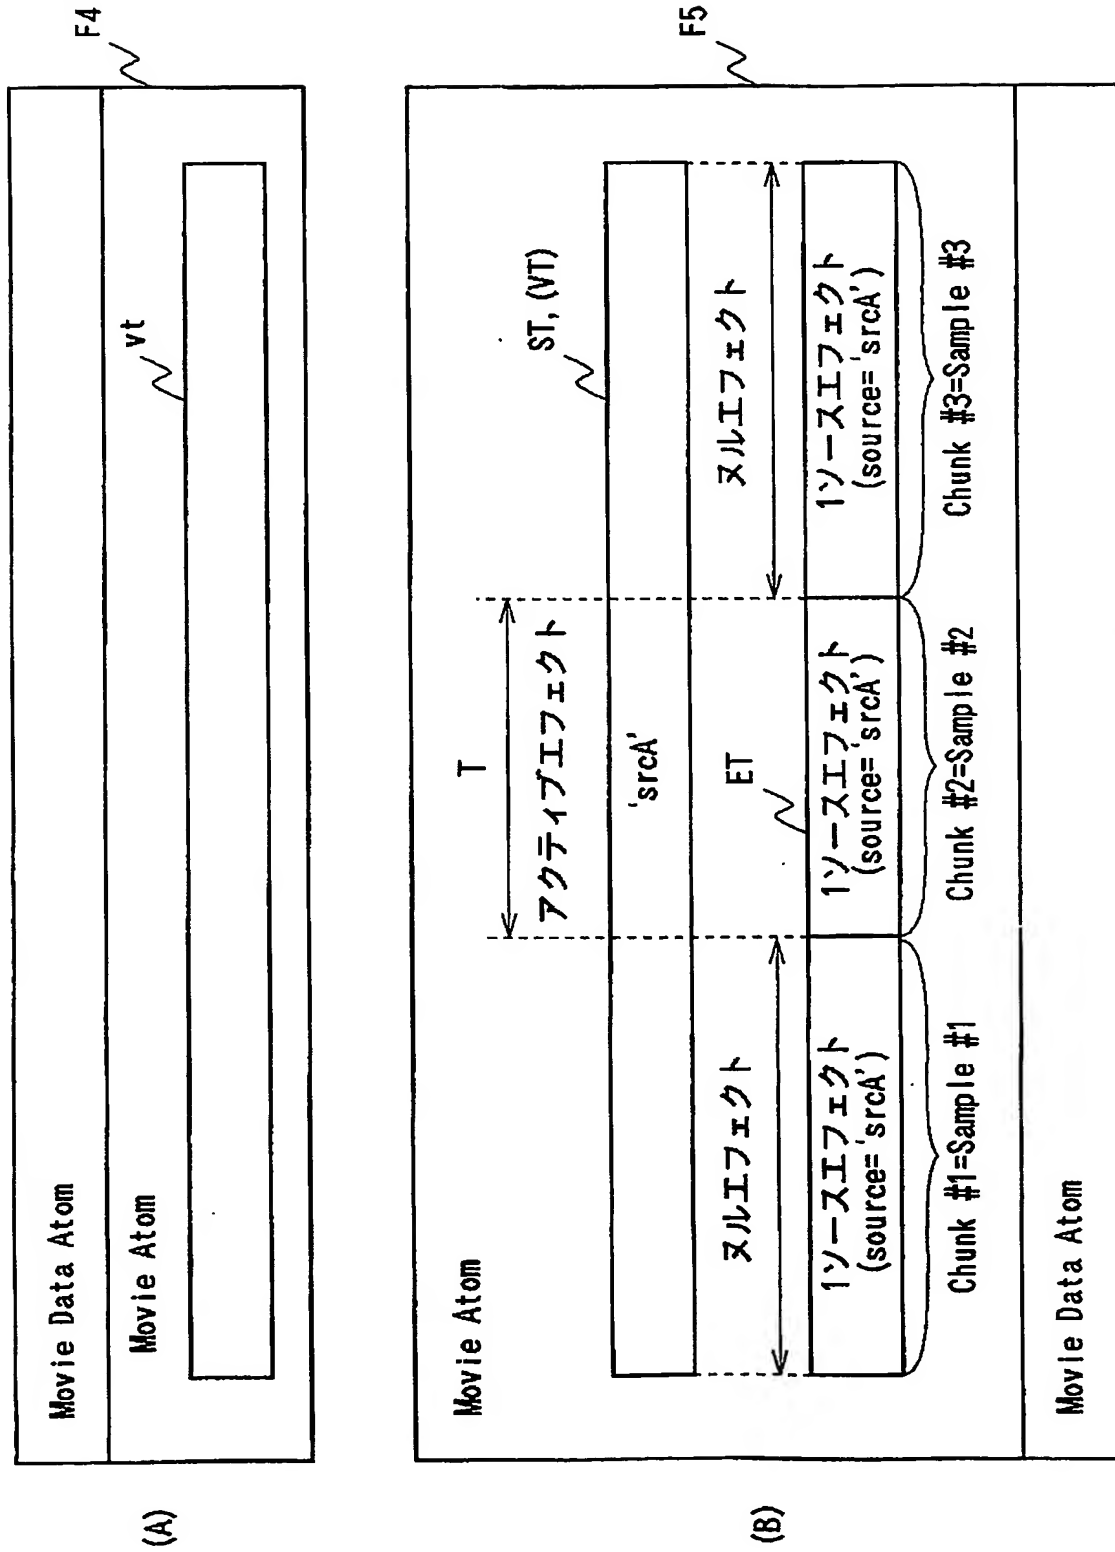 (A)
F4
Movie Data Atom
Movie Atom
vt
(B)
F5
Movie Atom
T
アクティブエフェクト
ST, (VT)
'srcA'
ヌルエフェクト
ET
ヌルエフェクト
1ソースエフェクト
(source='srcA')
1ソースエフェクト
(source='srcA')
1ソースエフェクト
(source='srcA')
Chunk #1=Sample #1
Chunk #2=Sample #2
Chunk #3=Sample #3
Movie Data Atom